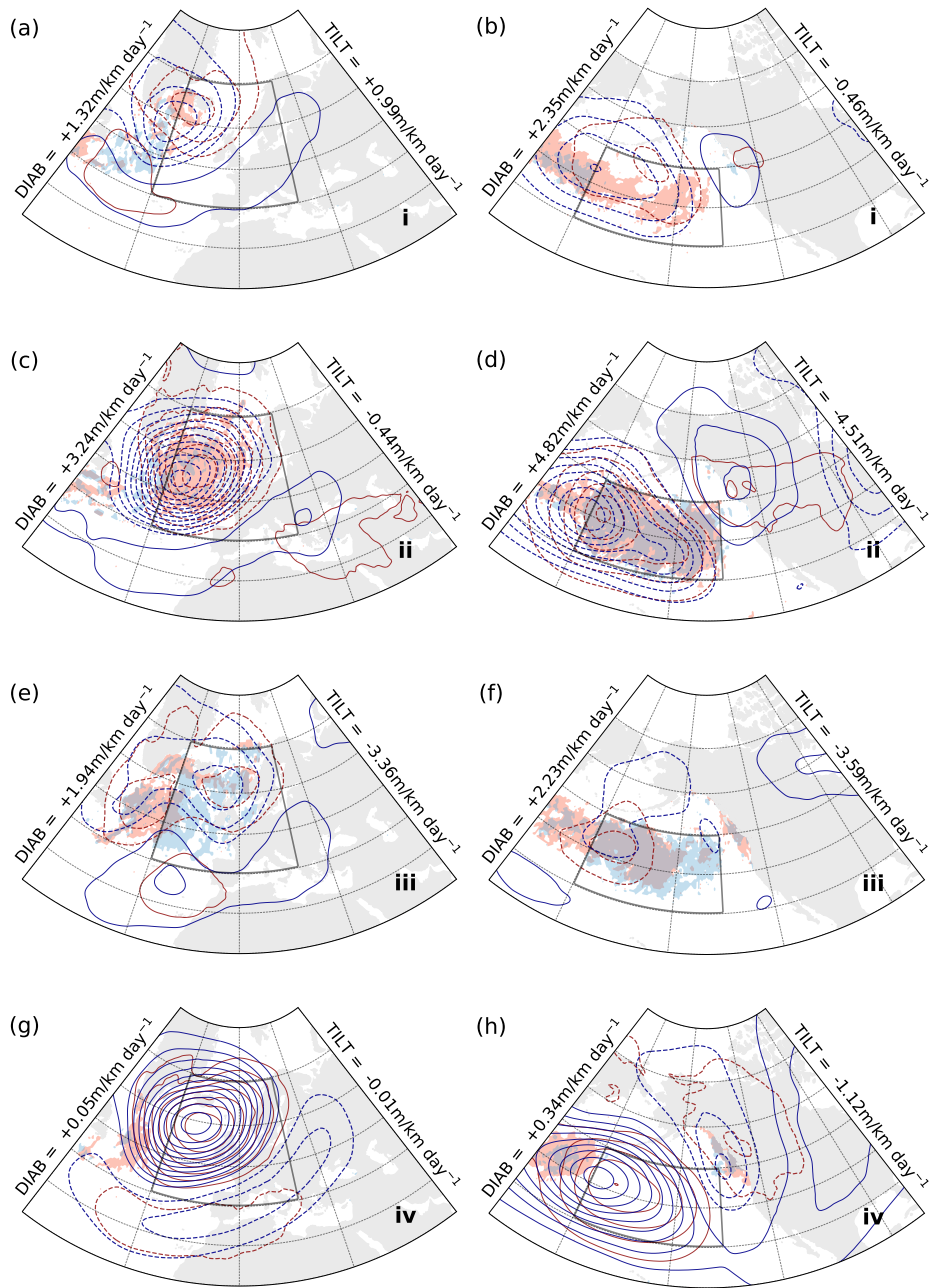 (a)
DIAB = +1.32m/km day⁻¹
TILT = +0.99m/km day⁻¹
i
(b)
DIAB = +2.35m/km day⁻¹
TILT = -0.46m/km day⁻¹
i
(c)
DIAB = +3.24m/km day⁻¹
TILT = -0.44m/km day⁻¹
ii
(d)
DIAB = +4.82m/km day⁻¹
TILT = -4.51m/km day⁻¹
ii
(e)
DIAB = +1.94m/km day⁻¹
TILT = -3.36m/km day⁻¹
iii
(f)
DIAB = +2.23m/km day⁻¹
TILT = -3.59m/km day⁻¹
iii
(g)
DIAB = +0.05m/km day⁻¹
TILT = -0.01m/km day⁻¹
iv
(h)
DIAB = +0.34m/km day⁻¹
TILT = -1.12m/km day⁻¹
iv